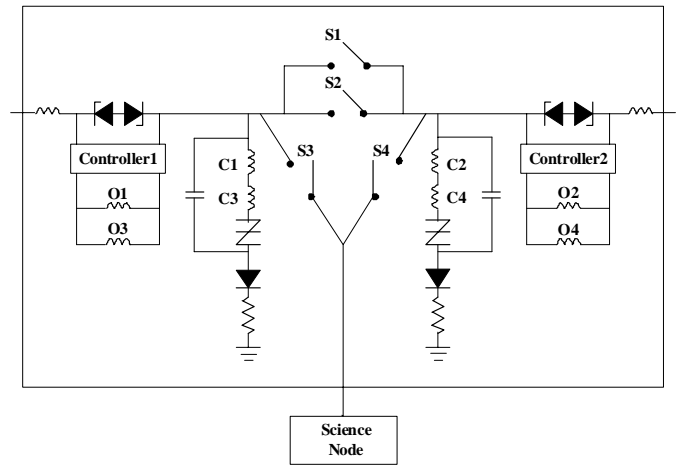 S1
S2
S3
S4
C1
C2
Controller1
Controller2
C3
C4
O1
O2
O3
O4
Science
Node